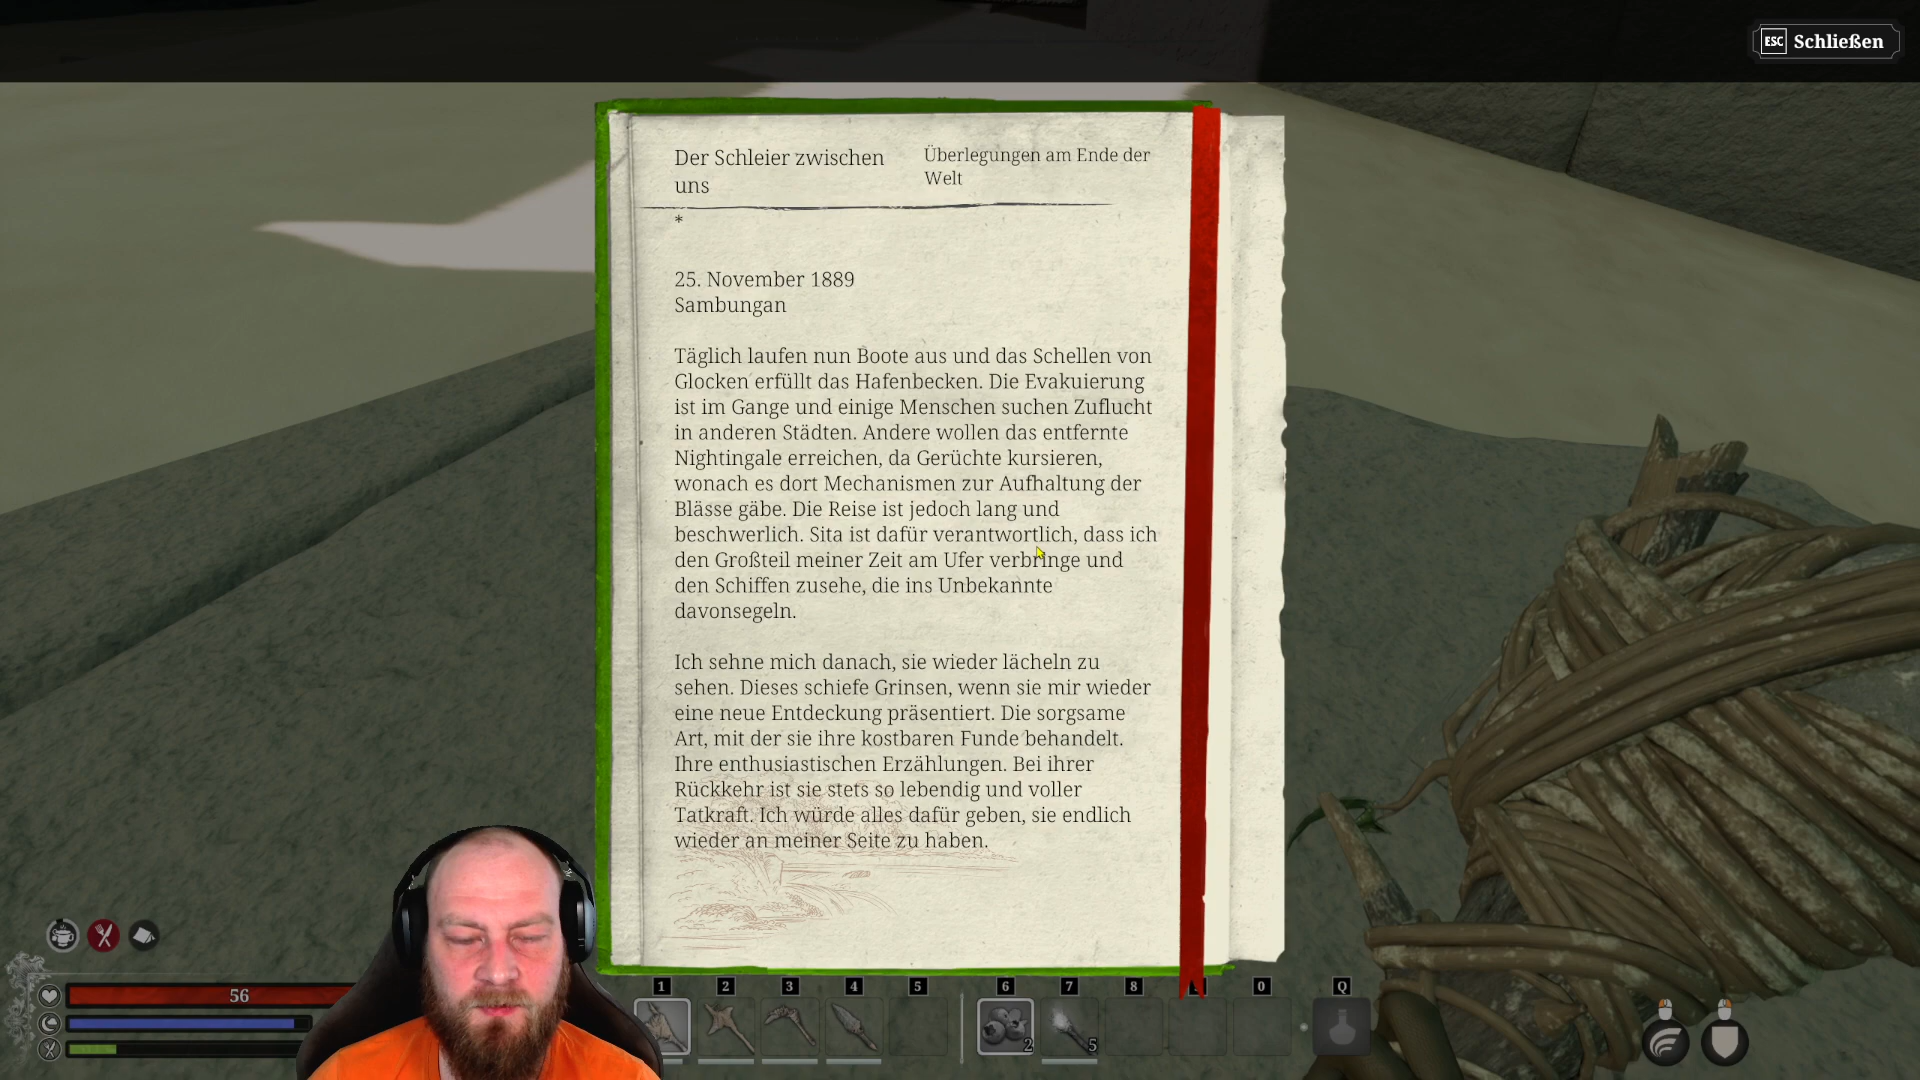 ESC Schließen
Der Schleier zwischen
uns
Überlegungen am Ende der
Welt
*
25. November 1889
Sambungan
Täglich laufen nun Boote aus und das Schellen von
Glocken erfüllt das Hafenbecken. Die Evakuierung
ist im Gange und einige Menschen suchen Zuflucht
in anderen Städten. Andere wollen das entfernte
Nightingale erreichen, da Gerüchte kursieren,
wonach es dort Mechanismen zur Aufhaltung der
Blässe gäbe. Die Reise ist jedoch lang und
beschwerlich. Sita ist dafür verantwortlich, dass ich
den Großteil meiner Zeit am Ufer verbringe und
den Schiffen zusehe, die ins Unbekannte
davonsegeln.
Ich sehne mich danach, sie wieder lächeln zu
sehen. Dieses schiefe Grinsen, wenn sie mir wieder
eine neue Entdeckung präsentiert. Die sorgsame
Art, mit der sie ihre kostbaren Funde behandelt.
Ihre enthusiastischen Erzählungen. Bei ihrer
Rückkehr ist sie stets so lebendig und voller
Tatkraft. Ich würde alles dafür geben, sie endlich
wieder an meiner Seite zu haben.
56
1 2 3 4 5 6 7 8 0 Q
2 5